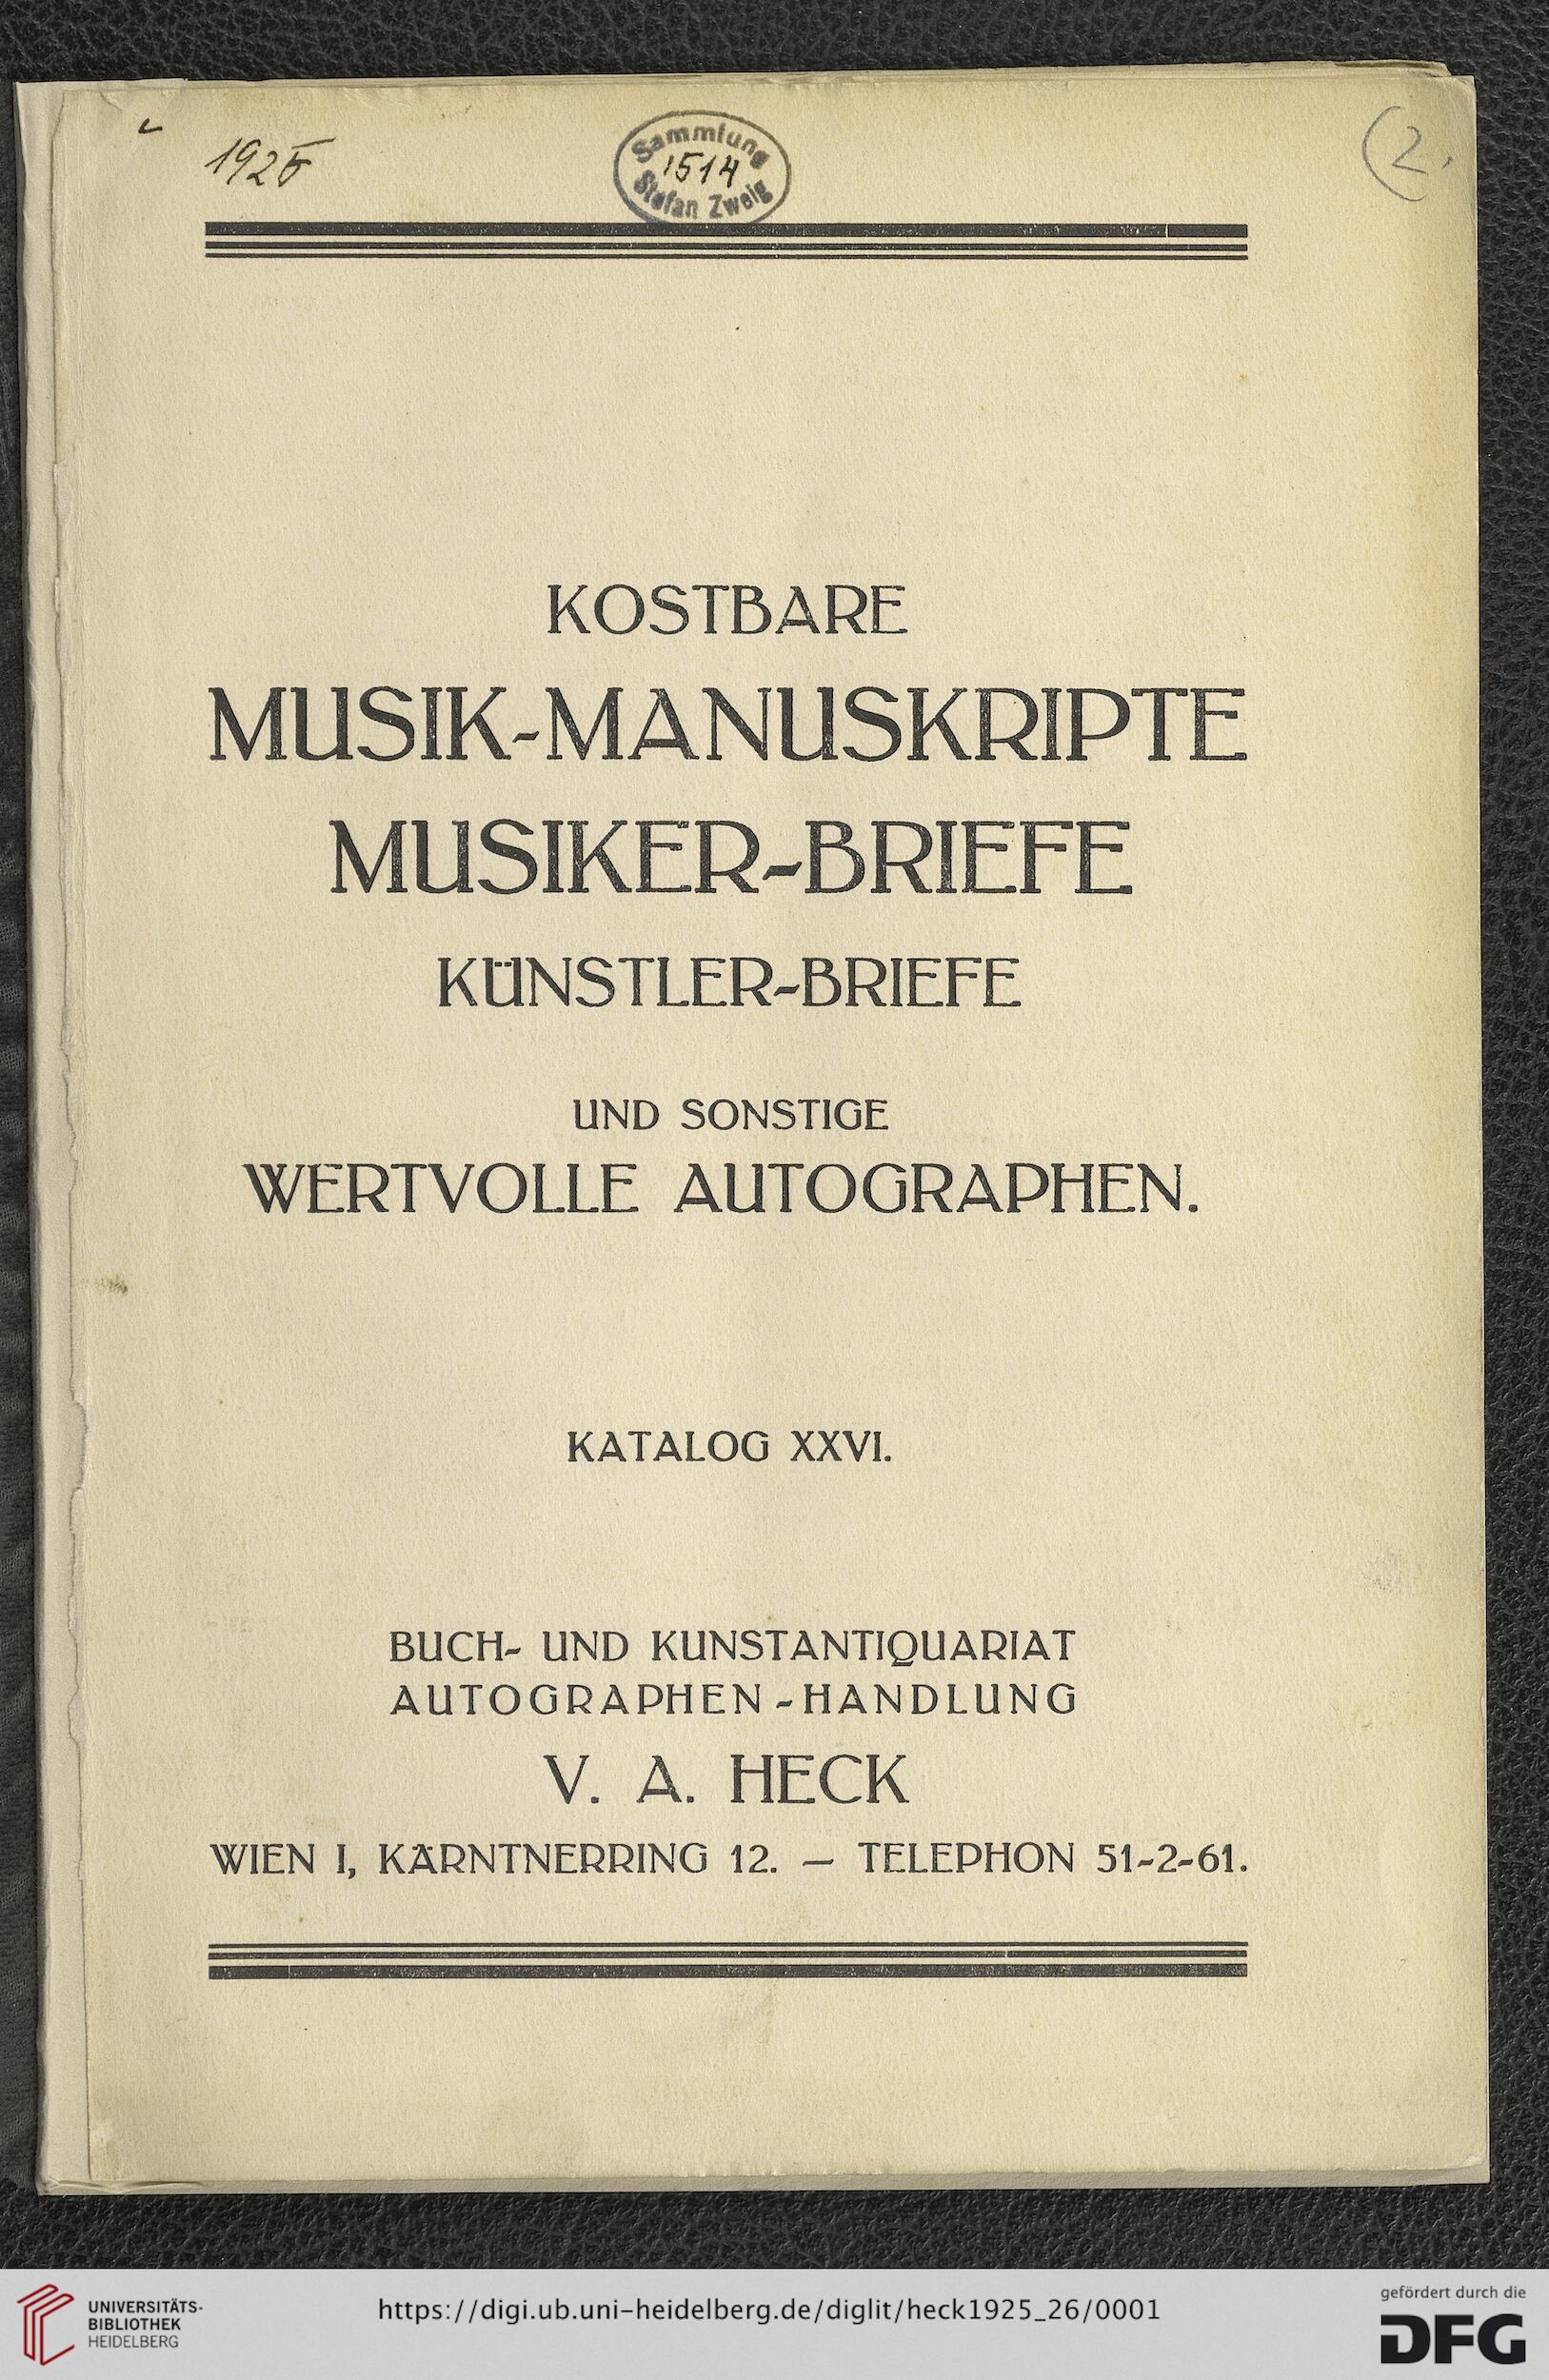 1925
Sammlung
1514
Stefan Zweig
(2.
KOSTBARE
MUSIK-MANUSKRIPTE
MUSIKER-BRIEFE
KÜNSTLER-BRIEFE
UND SONSTIGE
WERTVOLLE AUTOGRAPHEN.
KATALOG XXVI.
BUCH- UND KUNSTANTIQUARIAT
AUTOGRAPHEN-HANDLUNG
V. A. HECK
WIEN I, KÄRNTNERRING 12. — TELEPHON 51-2-61.
UNIVERSITÄTS-
BIBLIOTHEK
HEIDELBERG
https://digi.ub.uni-heidelberg.de/diglit/heck1925_26/0001
gefördert durch die
DFG